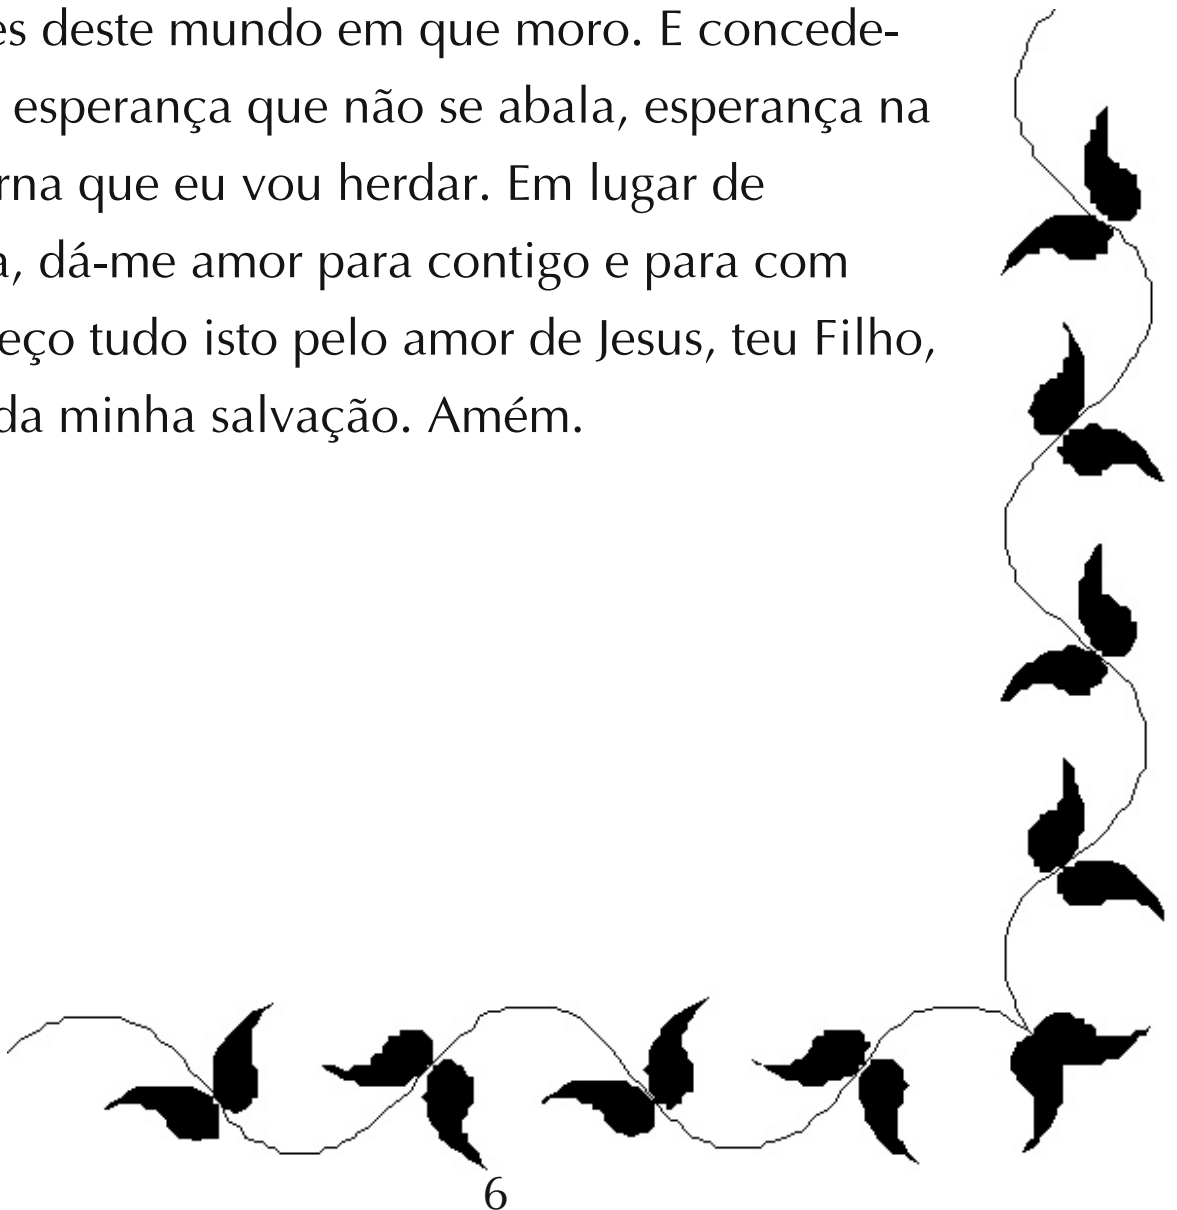 es deste mundo em que moro. E concede-
esperança que não se abala, esperança na
rna que eu vou herdar. Em lugar de
a, dá-me amor para contigo e para com
eço tudo isto pelo amor de Jesus, teu Filho,
da minha salvação. Amém.
6